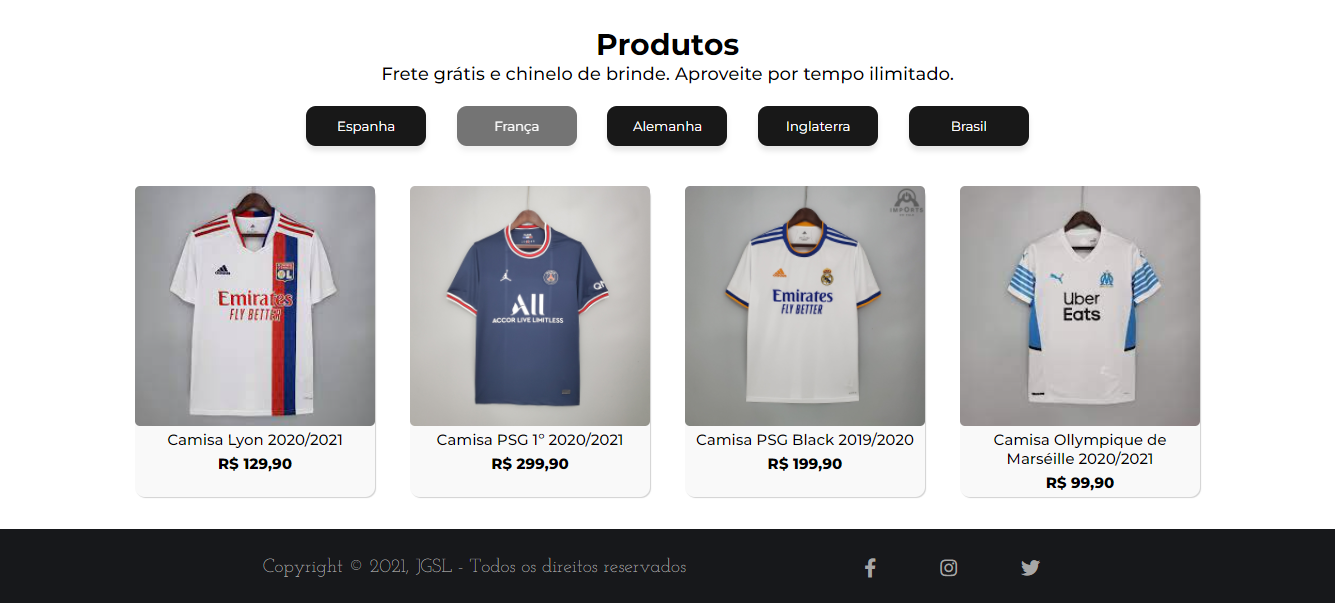 Produtos
Frete grátis e chinelo de brinde. Aproveite por tempo ilimitado.
Espanha
França
Alemanha
Inglaterra
Brasil
OL
Emirates
FLY BETTER
All
ACCOR LIVE LIMITLESS
IMPORTS
Emirates
FLY BETTER
Uber
Eats
Camisa Lyon 2020/2021
R$ 129,90
Camisa PSG 1° 2020/2021
R$ 299,90
Camisa PSG Black 2019/2020
R$ 199,90
Camisa Ollympique de
Marséille 2020/2021
R$ 99,90
Copyright © 2021, JGSL - Todos os direitos reservados